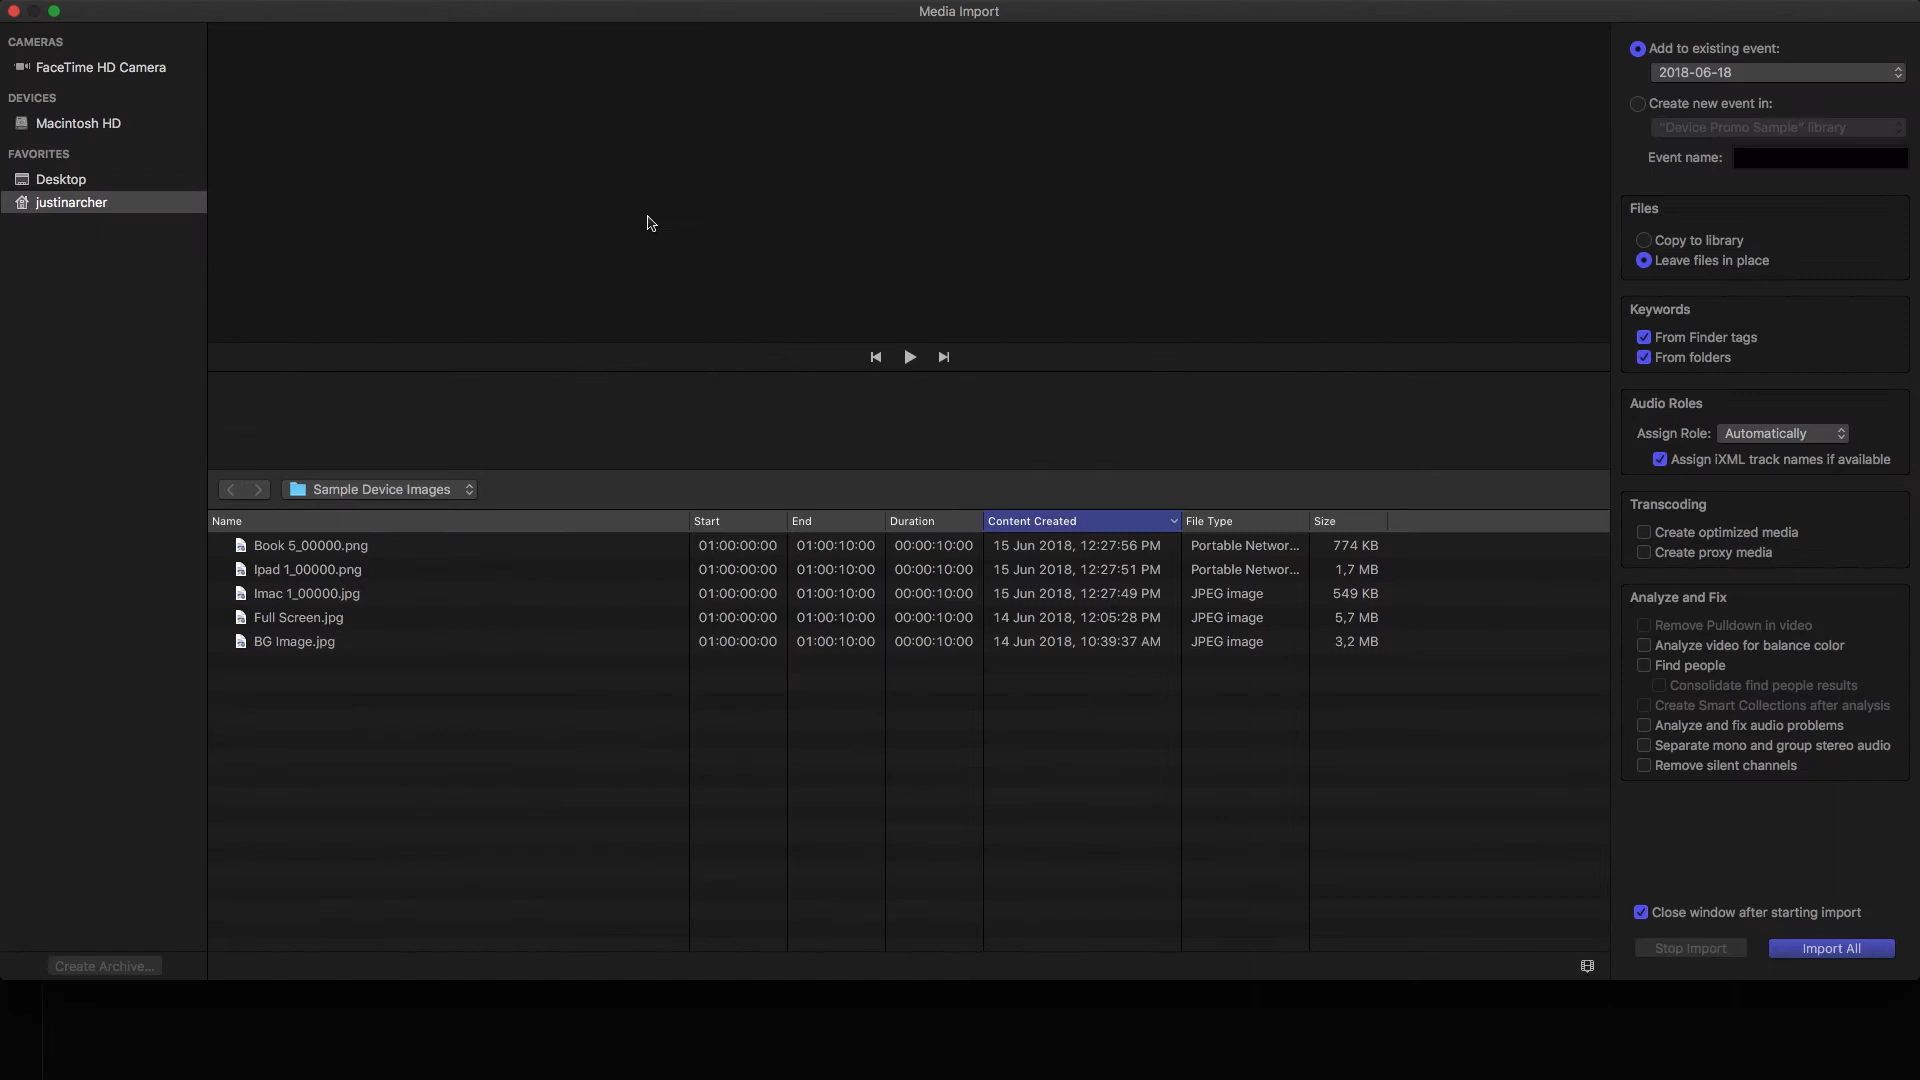 Media Import
CAMERAS
FaceTime HD Camera
DEVICES
Macintosh HD
FAVORITES
Desktop
justinarcher
Create Archive...
Sample Device Images
Name Start End Duration Content Created File Type Size
Book 5_00000.png 01:00:00:00 01:00:10:00 00:00:10:00 15 Jun 2018, 12:27:56 PM Portable Networ... 774 KB
Ipad 1_00000.png 01:00:00:00 01:00:10:00 00:00:10:00 15 Jun 2018, 12:27:51 PM Portable Networ... 1,7 MB
Imac 1_00000.jpg 01:00:00:00 01:00:10:00 00:00:10:00 15 Jun 2018, 12:27:49 PM JPEG image 549 KB
Full Screen.jpg 01:00:00:00 01:00:10:00 00:00:10:00 14 Jun 2018, 12:05:28 PM JPEG image 5,7 MB
BG Image.jpg 01:00:00:00 01:00:10:00 00:00:10:00 14 Jun 2018, 10:39:37 AM JPEG image 3,2 MB
Add to existing event:
2018-06-18
Create new event in:
"Device Promo Sample" library
Event name:
Files
Copy to library
Leave files in place
Keywords
From Finder tags
From folders
Audio Roles
Assign Role: Automatically
Assign iXML track names if available
Transcoding
Create optimized media
Create proxy media
Analyze and Fix
Remove Pulldown in video
Analyze video for balance color
Find people
Consolidate find people results
Create Smart Collections after analysis
Analyze and fix audio problems
Separate mono and group stereo audio
Remove silent channels
Close window after starting import
Stop Import Import All